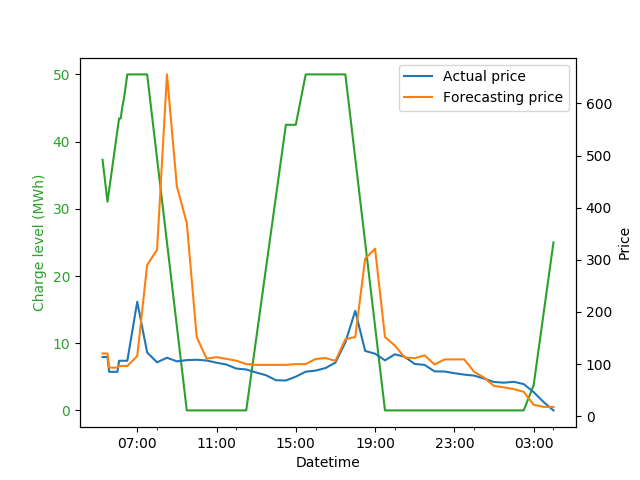 Actual price
Forecasting price
50
40
30
20
10
0
Charge level (MWh)
600
500
400
300
200
100
0
Price
07:00 11:00 15:00 19:00 23:00 03:00
Datetime